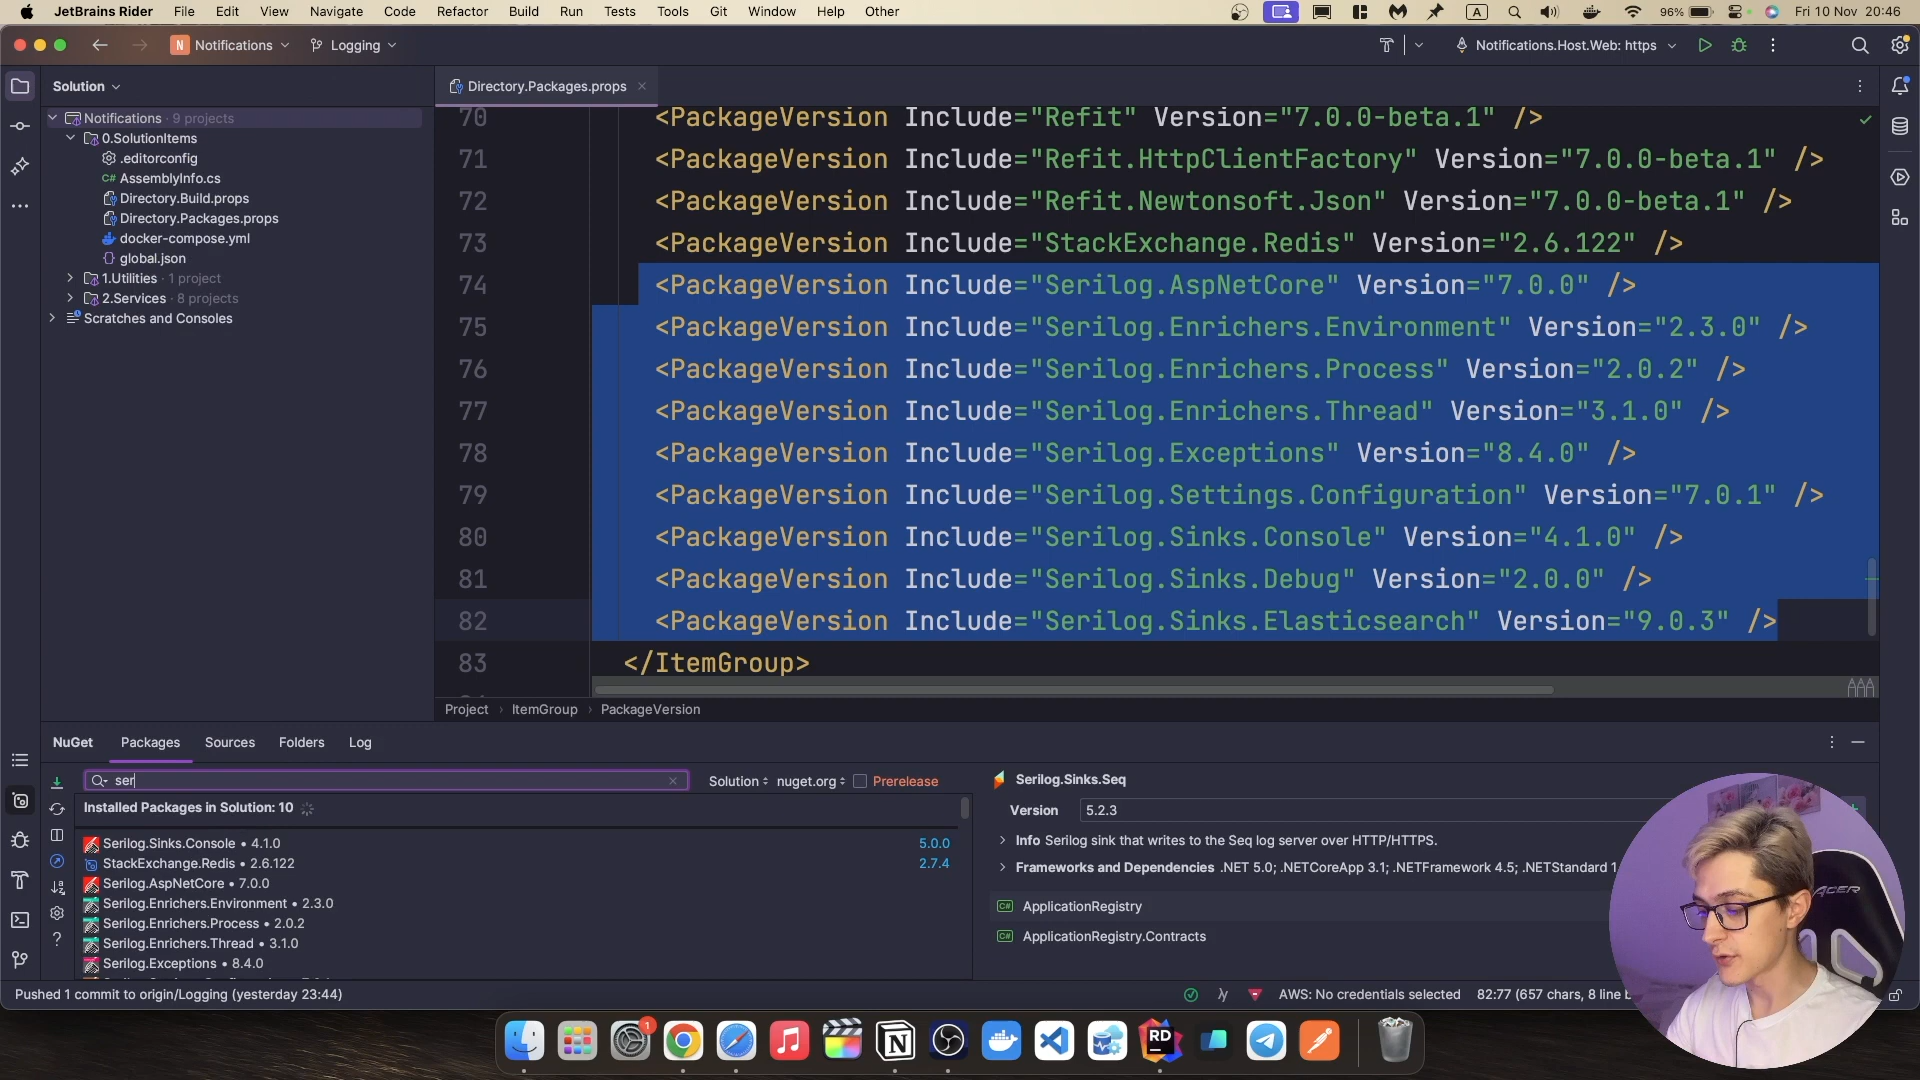 JetBrains Rider File Edit View Navigate Code Refactor Build Run Tests Tools Git Window Help Other A 96% Fri 10 Nov 20:46
N Notifications Logging Notifications.Host.Web: https
Solution
Directory.Packages.props
Notifications · 9 projects
0.SolutionItems
.editorconfig
C# AssemblyInfo.cs
Directory.Build.props
Directory.Packages.props
docker-compose.yml
global.json
1.Utilities · 1 project
2.Services · 8 projects
Scratches and Consoles
70 <PackageVersion Include="Refit" Version="7.0.0-beta.1" />
71 <PackageVersion Include="Refit.HttpClientFactory" Version="7.0.0-beta.1" />
72 <PackageVersion Include="Refit.Newtonsoft.Json" Version="7.0.0-beta.1" />
73 <PackageVersion Include="StackExchange.Redis" Version="2.6.122" />
74 <PackageVersion Include="Serilog.AspNetCore" Version="7.0.0" />
75 <PackageVersion Include="Serilog.Enrichers.Environment" Version="2.3.0" />
76 <PackageVersion Include="Serilog.Enrichers.Process" Version="2.0.2" />
77 <PackageVersion Include="Serilog.Enrichers.Thread" Version="3.1.0" />
78 <PackageVersion Include="Serilog.Exceptions" Version="8.4.0" />
79 <PackageVersion Include="Serilog.Settings.Configuration" Version="7.0.1" />
80 <PackageVersion Include="Serilog.Sinks.Console" Version="4.1.0" />
81 <PackageVersion Include="Serilog.Sinks.Debug" Version="2.0.0" />
82 <PackageVersion Include="Serilog.Sinks.Elasticsearch" Version="9.0.3" />
83 </ItemGroup>
Project › ItemGroup › PackageVersion
NuGet Packages Sources Folders Log
ser
Solution nuget.org Prerelease
Installed Packages in Solution: 10
Serilog.Sinks.Console • 4.1.0 5.0.0
StackExchange.Redis • 2.6.122 2.7.4
Serilog.AspNetCore • 7.0.0
Serilog.Enrichers.Environment • 2.3.0
Serilog.Enrichers.Process • 2.0.2
Serilog.Enrichers.Thread • 3.1.0
Serilog.Exceptions • 8.4.0
Serilog.Sinks.Seq
Version 5.2.3
Info Serilog sink that writes to the Seq log server over HTTP/HTTPS.
Frameworks and Dependencies .NET 5.0; .NETCoreApp 3.1; .NETFramework 4.5; .NETStandard 1
C# ApplicationRegistry
C# ApplicationRegistry.Contracts
ACER
Pushed 1 commit to origin/Logging (yesterday 23:44)
AWS: No credentials selected 82:77 (657 chars, 8 line
1
RD